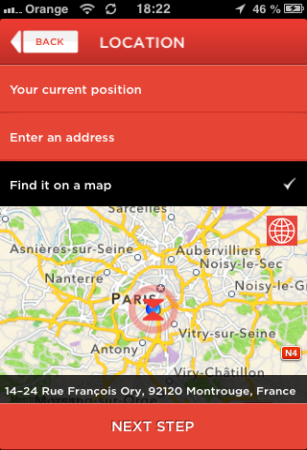 Orange 18:22 46 %
BACK LOCATION
Your current position
Enter an address
Find it on a map
Sarcelles
Asnières-sur-Seine
Aubervilliers
Noisy-le-Sec
Nanterre
Noisy-le-G
PARIS
Vitry-sur-Seine
Antony
N4
Viry-Châtillon
14–24 Rue François Ory, 92120 Montrouge, France
NEXT STEP